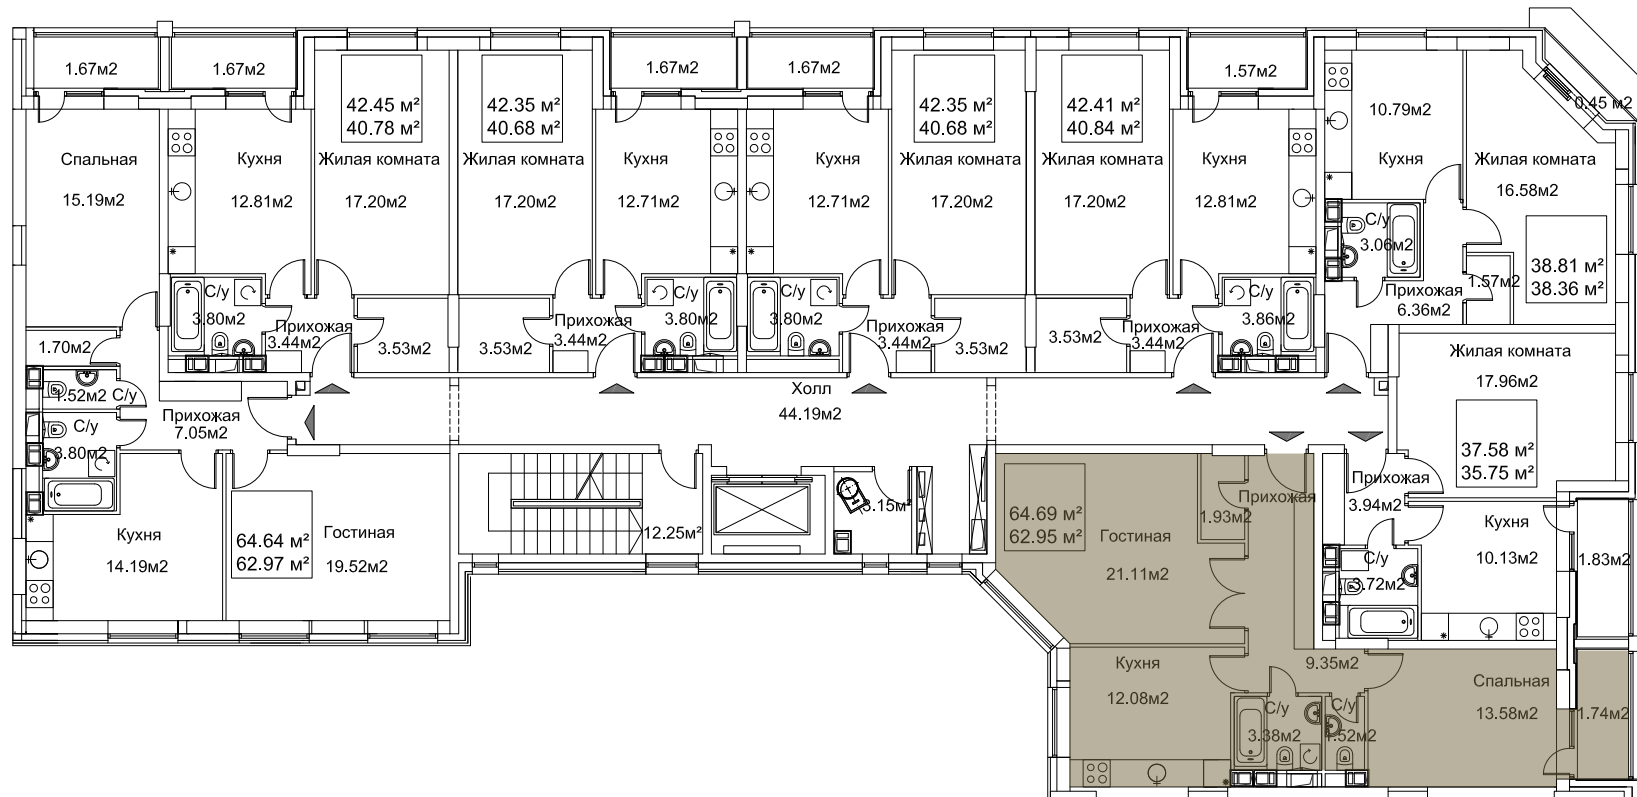 1.67м2
1.67м2
1.67м2
1.67м2
1.57м2
0.45 м2
42.45 м²
40.78 м²
42.35 м²
40.68 м²
42.35 м²
40.68 м²
42.41 м²
40.84 м²
10.79м2
Кухня
Спальная
15.19м2
Кухня
12.81м2
Жилая комната
17.20м2
Жилая комната
17.20м2
Кухня
12.71м2
Кухня
12.71м2
Жилая комната
17.20м2
Жилая комната
17.20м2
Кухня
12.81м2
Жилая комната
16.58м2
С/у
3.06м2
38.81 м²
38.36 м²
1.57м2
Прихожая
6.36м2
С/у
3.80м2
Прихожая
3.44м2
3.53м2
3.53м2
Прихожая
3.44м2
С/у
3.80м2
С/у
3.80м2
Прихожая
3.44м2
3.53м2
3.53м2
Прихожая
3.44м2
С/у
3.86м2
1.70м2
Жилая комната
17.96м2
37.58 м²
35.75 м²
1.52м2 С/у
С/у
3.80м2
Прихожая
7.05м2
Холл
44.19м2
Прихожая
3.94м2
Кухня
14.19м2
64.64 м²
62.97 м²
Гостиная
19.52м2
12.25м²
3.15м²
64.69 м²
62.95 м²
Гостиная
21.11м2
Прихожая
1.93м2
С/у
3.72м2
Кухня
10.13м2
1.83м2
Кухня
12.08м2
9.35м2
Спальная
13.58м2
1.74м2
С/у
3.38м2
С/у
1.52м2